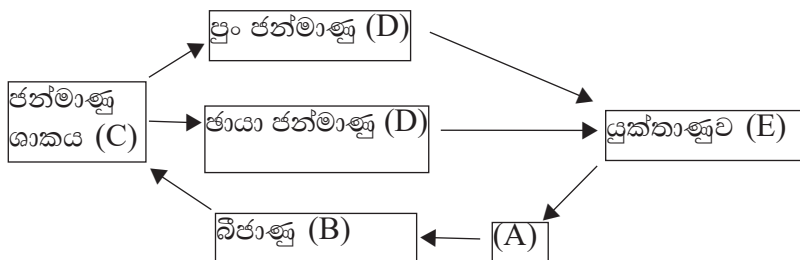 පුං ජන්මාණු (D)
ජන්මාණු
ශාකය (C)
ඡායා ජන්මාණු (D)
යුක්තාණුව (E)
බීජාණු (B)
(A)